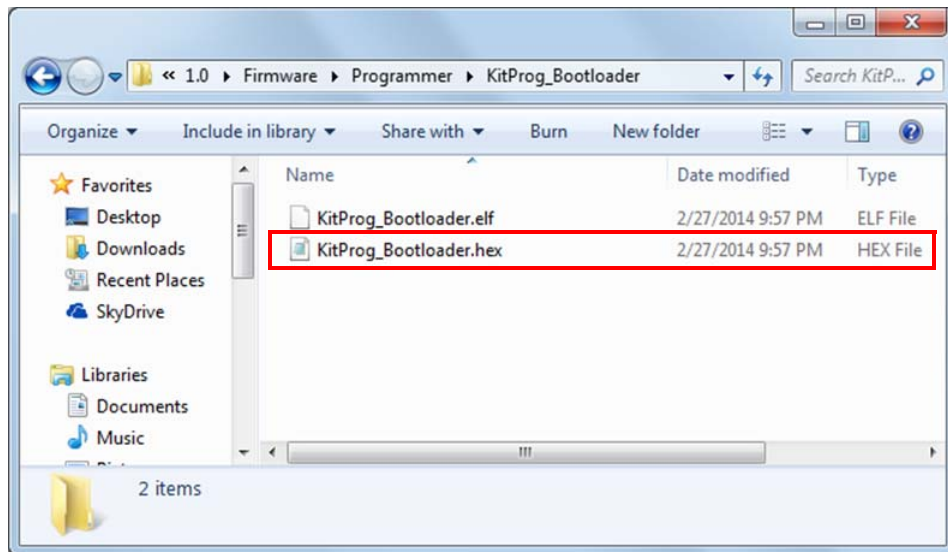 « 1.0 ▸ Firmware ▸ Programmer ▸ KitProg_Bootloader
Search KitP...
Organize Include in library Share with Burn New folder
Favorites
Desktop
Downloads
Recent Places
SkyDrive
Libraries
Documents
Music
Name Date modified Type
KitProg_Bootloader.elf 2/27/2014 9:57 PM ELF File
KitProg_Bootloader.hex 2/27/2014 9:57 PM HEX File
2 items